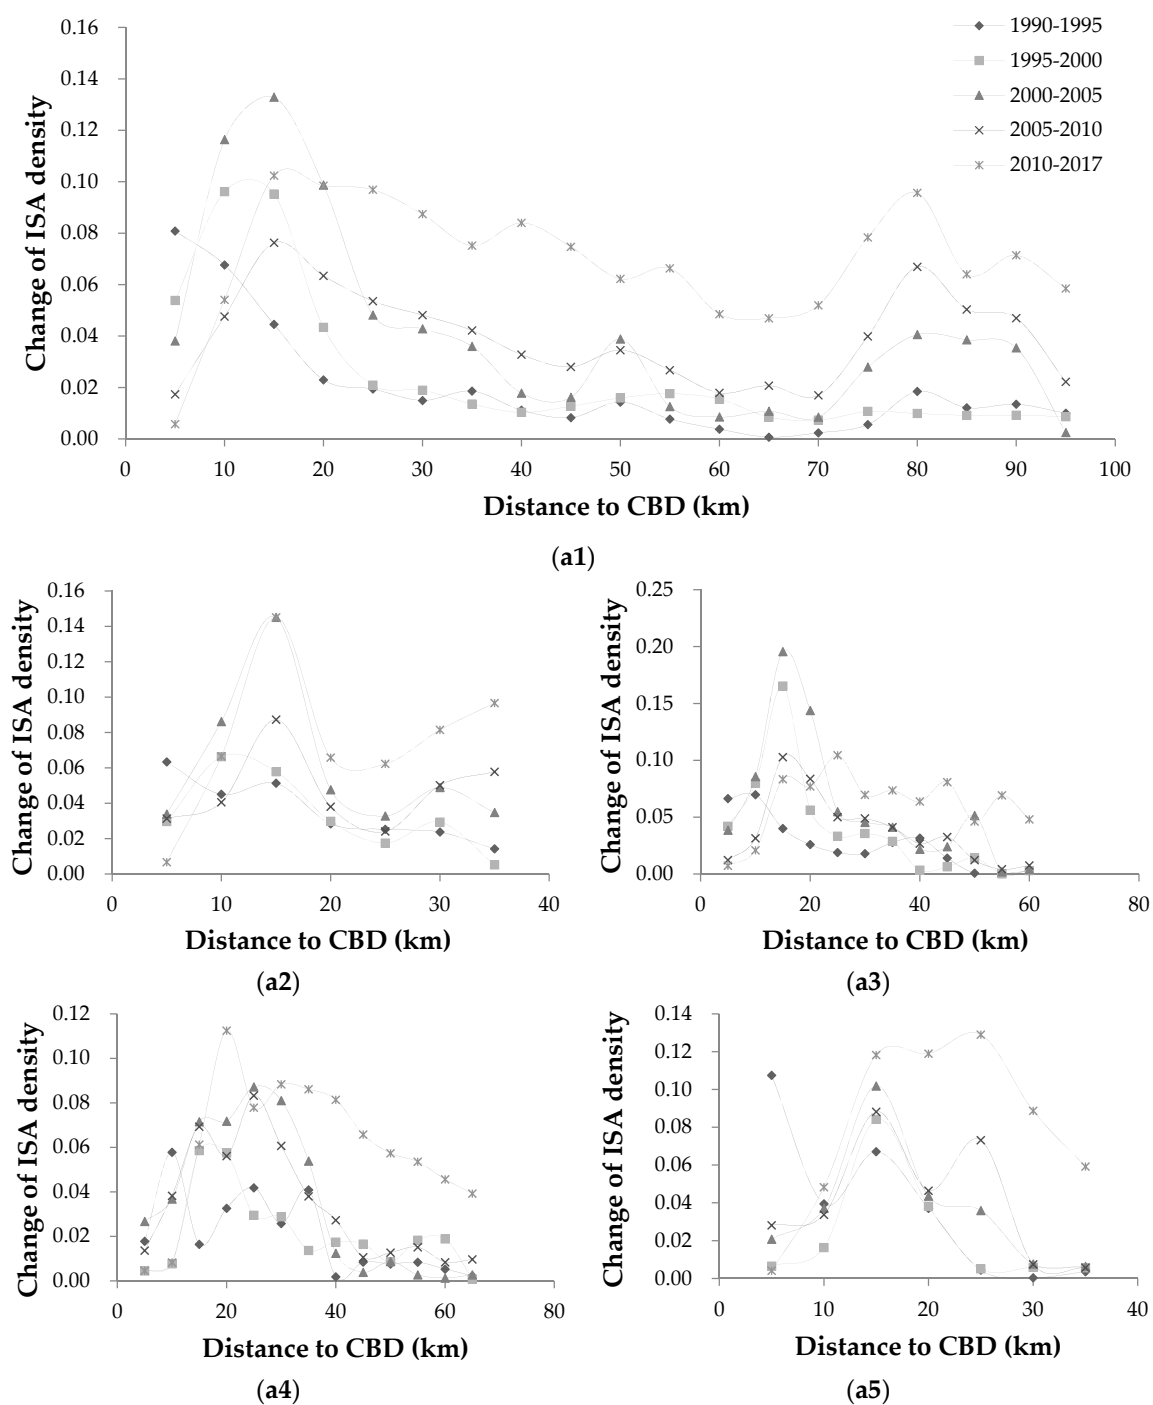 0.16
0.14
0.12
0.10
0.08
0.06
0.04
0.02
0.00
Change of ISA density
1990-1995
1995-2000
2000-2005
2005-2010
2010-2017
0 10 20 30 40 50 60 70 80 90 100
Distance to CBD (km)
(a1)
0.16
0.14
0.12
0.10
0.08
0.06
0.04
0.02
0.00
Change of ISA density
0 10 20 30 40
Distance to CBD (km)
(a2)
0.25
0.20
0.15
0.10
0.05
0.00
Change of ISA density
0 20 40 60 80
Distance to CBD (km)
(a3)
0.12
0.10
0.08
0.06
0.04
0.02
0.00
Change of ISA density
0 20 40 60 80
Distance to CBD (km)
(a4)
0.14
0.12
0.10
0.08
0.06
0.04
0.02
0.00
Change of ISA density
0 10 20 30 40
Distance to CBD (km)
(a5)